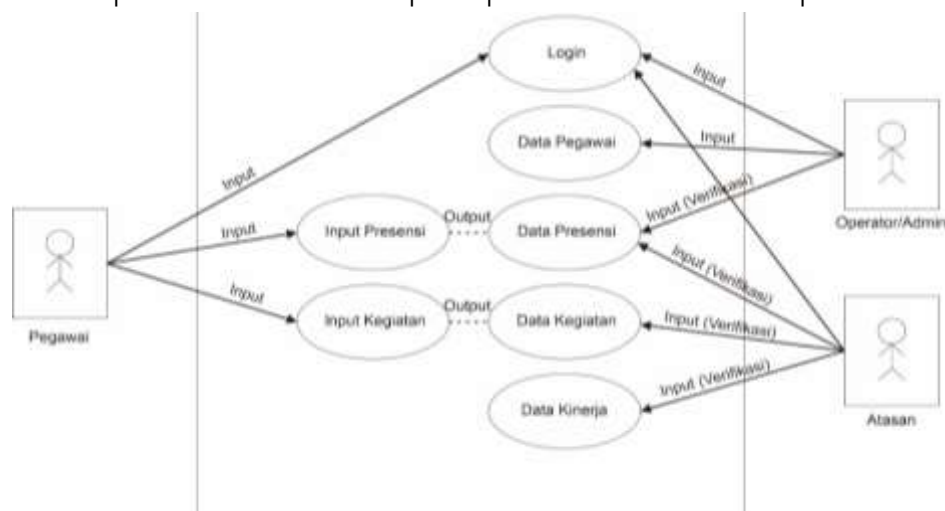 Login
Input
Input
Data Pegawai
Input
Input
Input (Verifikasi)
Operator/Admin
Input
Input Presensi
Output
Data Presensi
Input (Verifikasi)
Input
Input Kegiatan
Output
Data Kegiatan
Input (Verifikasi)
Pegawai
Input (Verifikasi)
Data Kinerja
Atasan